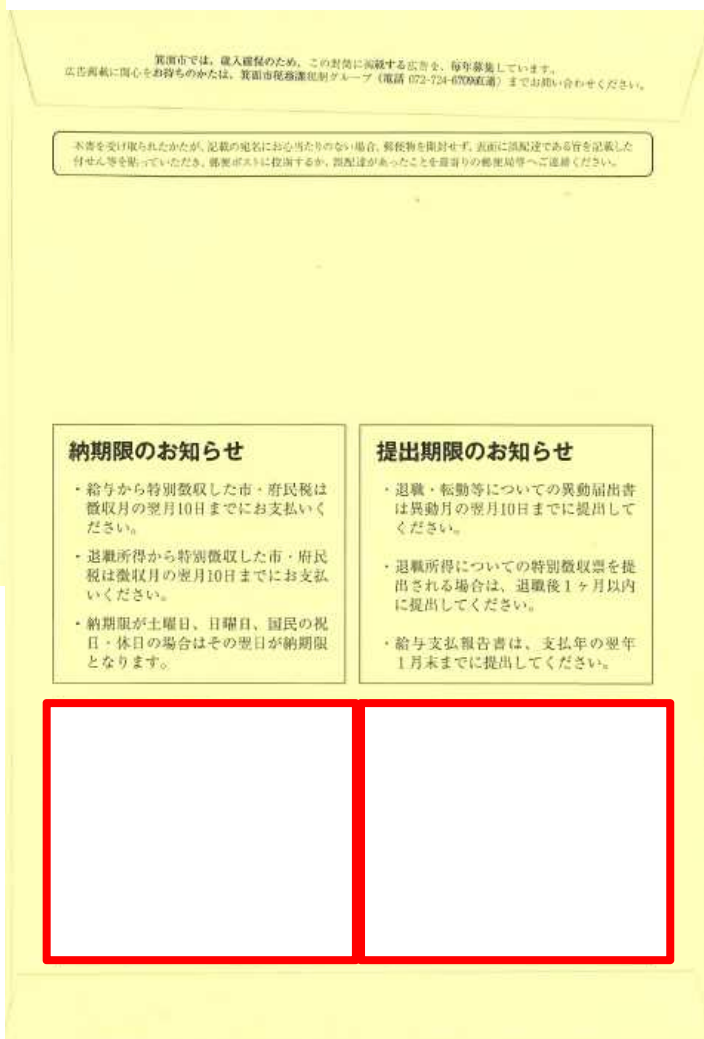 箕面市では、歳入確保のため、この封筒に掲載する広告を、毎年募集しています。
広告掲載に関心をお持ちのかたは、箕面市税務課税制グループ（電話 072-724-6709直通）までお問い合わせください。
本書を受け取られたかたが、記載の宛名にお心当たりのない場合、郵便物を開封せず、表面に誤配達である旨を記載した
付せん等を貼っていただき、郵便ポストに投函するか、誤配達があったことを最寄りの郵便局等へご連絡ください。
納期限のお知らせ
・給与から特別徴収した市・府民税は
徴収月の翌月10日までにお支払いく
ださい。
・退職所得から特別徴収した市・府民
税は徴収月の翌月10日までにお支払
いください。
・納期限が土曜日、日曜日、国民の祝
日・休日の場合はその翌日が納期限
となります。
提出期限のお知らせ
・退職・転勤等についての異動届出書
は異動月の翌月10日までに提出して
ください。
・退職所得についての特別徴収票を提
出される場合は、退職後１ヶ月以内
に提出してください。
・給与支払報告書は、支払年の翌年
１月末までに提出してください。